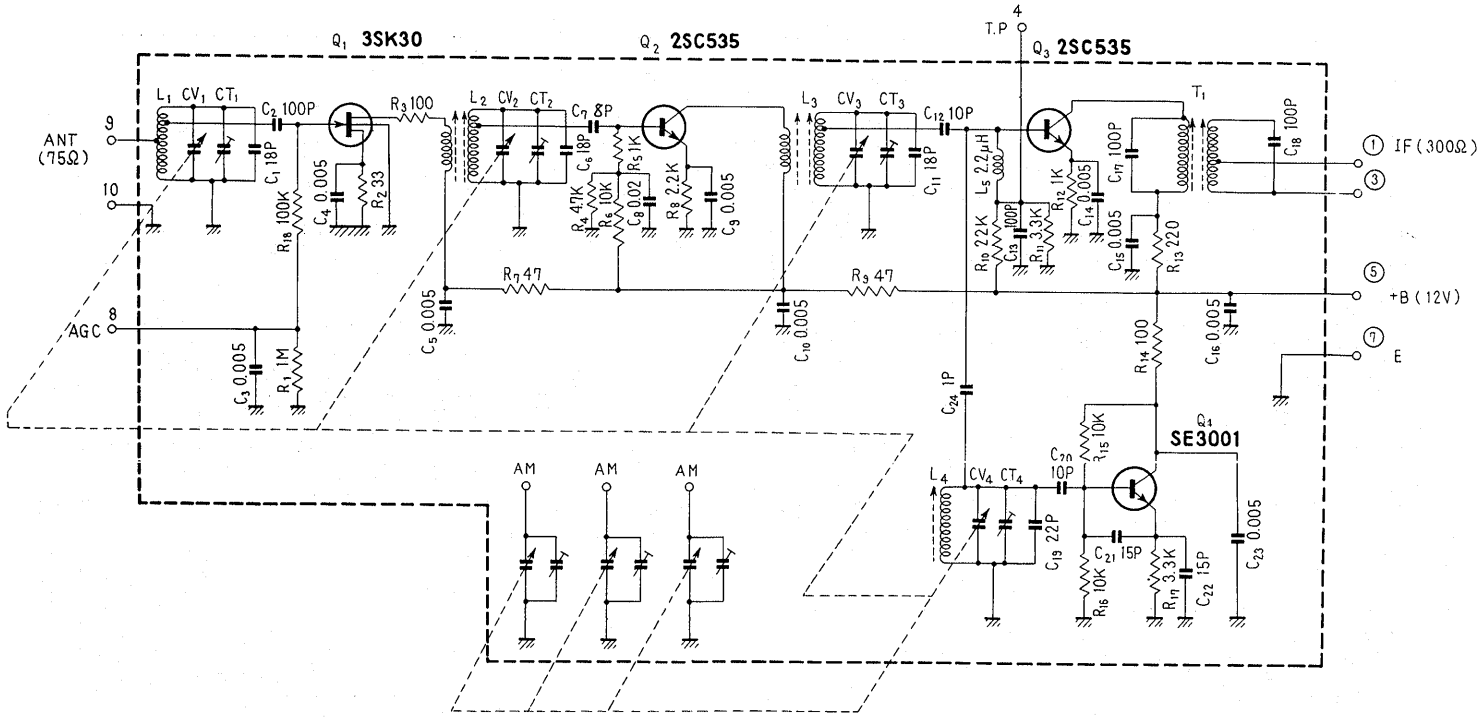 4
T.P
Q1 3SK30
Q2 2SC535
Q3 2SC535
L1 CV1 CT1
C2 100P
R3 100
L2 CV2 CT2
C7 8P
L3 CV3 CT3
C12 10P
T1
9
ANT
(75Ω)
10
C1 18P
C4 0.005
R2 33
R18 100K
C6 18P
R5 1K
R4 4.7K
R6 10K
C8 0.02
R8 2.2K
C9 0.005
C11 18P
L5 2.2μH
R10 22K
C13 100P
R11 3.3K
R12 1K
C14 0.005
C17 100P
C15 0.005
R13 220
C18 100P
1 IF (300Ω)
3
R7 47
R9 47
5
+B (12V)
8
AGC
C3 0.005
R1 1M
C5 0.005
C10 0.005
R14 100
C16 0.005
7
E
C24 1P
Q4
SE3001
R15 10K
C20
10P
L4 CV4 CT4
C19 22P
C21 15P
R16 10K
R17 3.3K
C22 15P
C23 0.005
AM
AM
AM